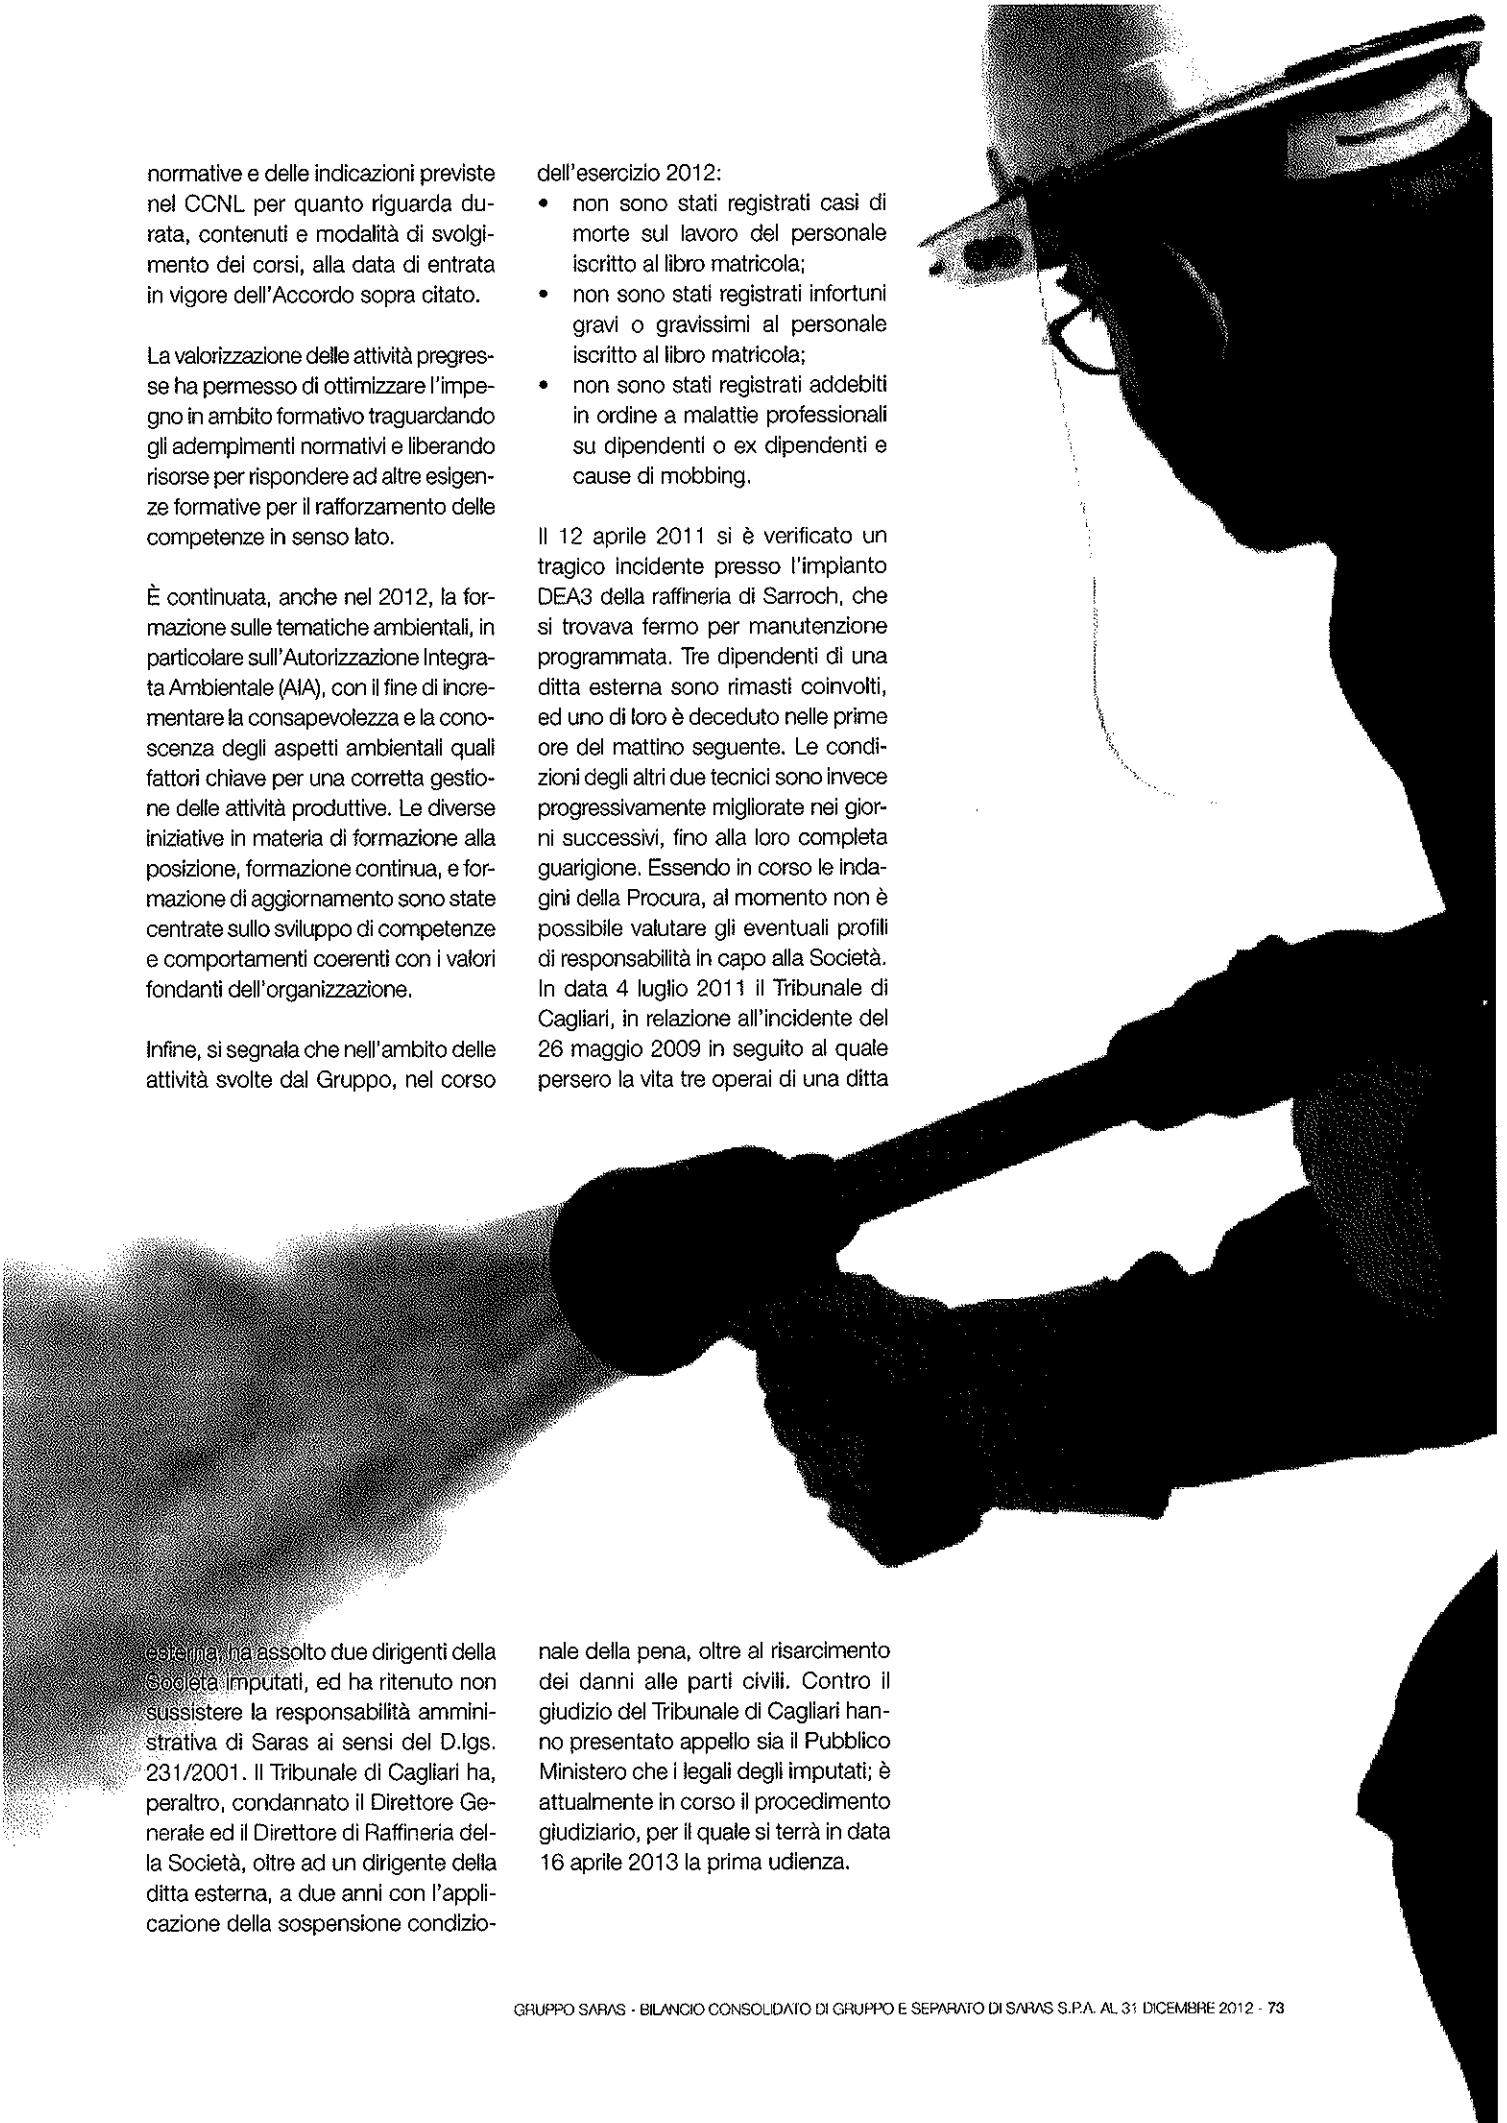 normative e delle indicazioni previste
nel CCNL per quanto riguarda du-
rata, contenuti e modalità di svolgi-
mento dei corsi, alla data di entrata
in vigore dell'Accordo sopra citato.
La valorizzazione delle attività pregres-
se ha permesso di ottimizzare l'impe-
gno in ambito formativo traguardando
gli adempimenti normativi e liberando
risorse per rispondere ad altre esigen-
ze formative per il rafforzamento delle
competenze in senso lato.
È continuata, anche nel 2012, la for-
mazione sulle tematiche ambientali, in
particolare sull'Autorizzazione Integra-
ta Ambientale (AIA), con il fine di incre-
mentare la consapevolezza e la cono-
scenza degli aspetti ambientali quali
fattori chiave per una corretta gestio-
ne delle attività produttive. Le diverse
iniziative in materia di formazione alla
posizione, formazione continua, e for-
mazione di aggiornamento sono state
centrate sullo sviluppo di competenze
e comportamenti coerenti con i valori
fondanti dell'organizzazione.
Infine, si segnala che nell'ambito delle
attività svolte dal Gruppo, nel corso
dell'esercizio 2012:
• non sono stati registrati casi di
morte sul lavoro del personale
iscritto al libro matricola;
• non sono stati registrati infortuni
gravi o gravissimi al personale
iscritto al libro matricola;
• non sono stati registrati addebiti
in ordine a malattie professionali
su dipendenti o ex dipendenti e
cause di mobbing.
Il 12 aprile 2011 si è verificato un
tragico incidente presso l'impianto
DEA3 della raffineria di Sarroch, che
si trovava fermo per manutenzione
programmata. Tre dipendenti di una
ditta esterna sono rimasti coinvolti,
ed uno di loro è deceduto nelle prime
ore del mattino seguente. Le condi-
zioni degli altri due tecnici sono invece
progressivamente migliorate nei gior-
ni successivi, fino alla loro completa
guarigione. Essendo in corso le inda-
gini della Procura, al momento non è
possibile valutare gli eventuali profili
di responsabilità in capo alla Società.
In data 4 luglio 2011 il Tribunale di
Cagliari, in relazione all'incidente del
26 maggio 2009 in seguito al quale
persero la vita tre operai di una ditta
esterna, ha assolto due dirigenti della
Società imputati, ed ha ritenuto non
sussistere la responsabilità ammini-
strativa di Saras ai sensi del D.lgs.
231/2001. Il Tribunale di Cagliari ha,
peraltro, condannato il Direttore Ge-
nerale ed il Direttore di Raffineria del-
la Società, oltre ad un dirigente della
ditta esterna, a due anni con l'appli-
cazione della sospensione condizio-
nale della pena, oltre al risarcimento
dei danni alle parti civili. Contro il
giudizio del Tribunale di Cagliari han-
no presentato appello sia il Pubblico
Ministero che i legali degli imputati; è
attualmente in corso il procedimento
giudiziario, per il quale si terrà in data
16 aprile 2013 la prima udienza.
GRUPPO SARAS - BILANCIO CONSOLIDATO DI GRUPPO E SEPARATO DI SARAS S.P.A. AL 31 DICEMBRE 2012 - 73